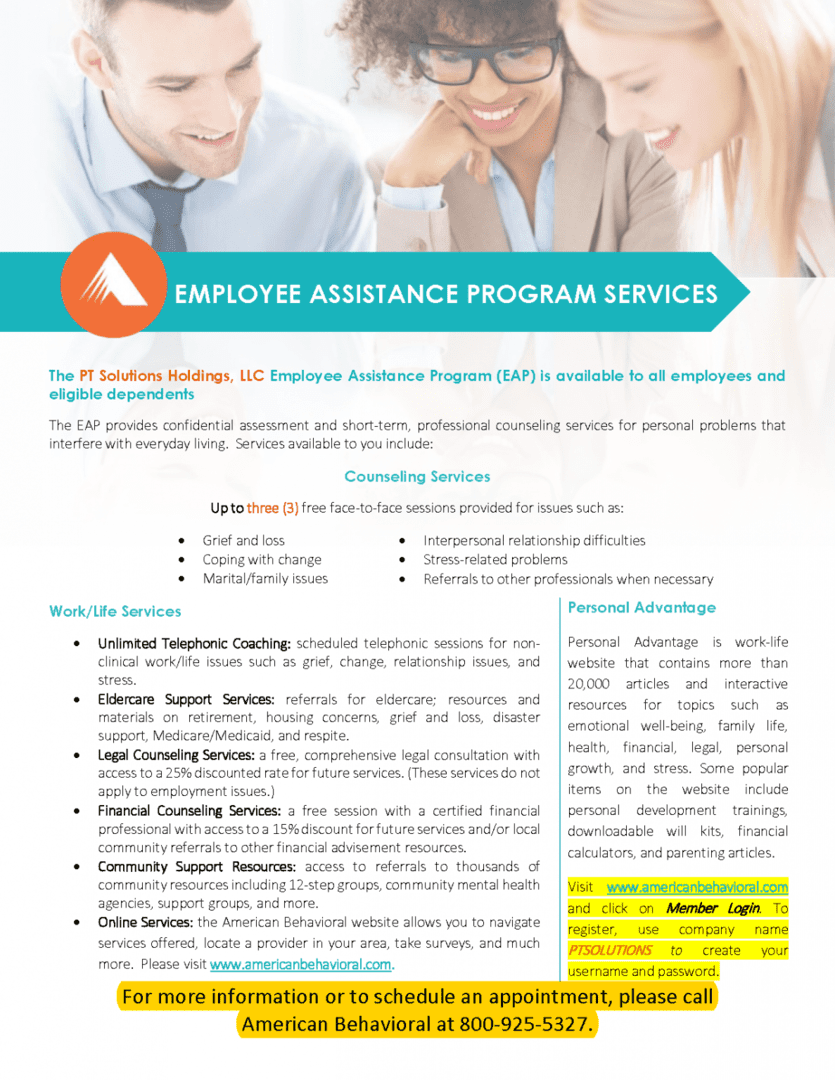 EMPLOYEE ASSISTANCE PROGRAM SERVICES
The PT Solutions Holdings, LLC Employee Assistance Program (EAP) is available to all employees and
eligible dependents
The EAP provides confidential assessment and short-term, professional counseling services for personal problems that
interfere with everyday living. Services available to you include:
Counseling Services
Up to three (3) free face-to-face sessions provided for issues such as:
• Grief and loss
• Coping with change
• Marital/family issues
• Interpersonal relationship difficulties
• Stress-related problems
• Referrals to other professionals when necessary
Work/Life Services
• Unlimited Telephonic Coaching: scheduled telephonic sessions for non-
clinical work/life issues such as grief, change, relationship issues, and
stress.
• Eldercare Support Services: referrals for eldercare; resources and
materials on retirement, housing concerns, grief and loss, disaster
support, Medicare/Medicaid, and respite.
• Legal Counseling Services: a free, comprehensive legal consultation with
access to a 25% discounted rate for future services. (These services do not
apply to employment issues.)
• Financial Counseling Services: a free session with a certified financial
professional with access to a 15% discount for future services and/or local
community referrals to other financial advisement resources.
• Community Support Resources: access to referrals to thousands of
community resources including 12-step groups, community mental health
agencies, support groups, and more.
• Online Services: the American Behavioral website allows you to navigate
services offered, locate a provider in your area, take surveys, and much
more. Please visit www.americanbehavioral.com.
Personal Advantage
Personal Advantage is work-life
website that contains more than
20,000 articles and interactive
resources for topics such as
emotional well-being, family life,
health, financial, legal, personal
growth, and stress. Some popular
items on the website include
personal development trainings,
downloadable will kits, financial
calculators, and parenting articles.
Visit www.americanbehavioral.com
and click on Member Login. To
register, use company name
PTSOLUTIONS to create your
username and password.
For more information or to schedule an appointment, please call
American Behavioral at 800-925-5327.